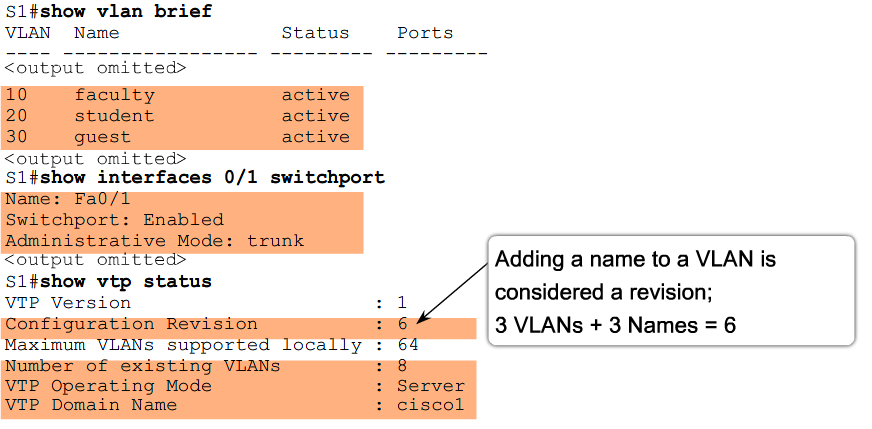 S1#show vlan brief
VLAN  Name              Status    Ports
---- ----------------- --------- ---------
<output omitted>
10    faculty           active
20    student           active
30    guest             active
<output omitted>
S1#show interfaces 0/1 switchport
Name: Fa0/1
Switchport: Enabled
Administrative Mode: trunk
<output omitted>
S1#show vtp status
VTP Version                     : 1
Configuration Revision          : 6
Maximum VLANs supported locally : 64
Number of existing VLANs        : 8
VTP Operating Mode              : Server
VTP Domain Name                 : cisco1
Adding a name to a VLAN is
considered a revision;
3 VLANs + 3 Names = 6